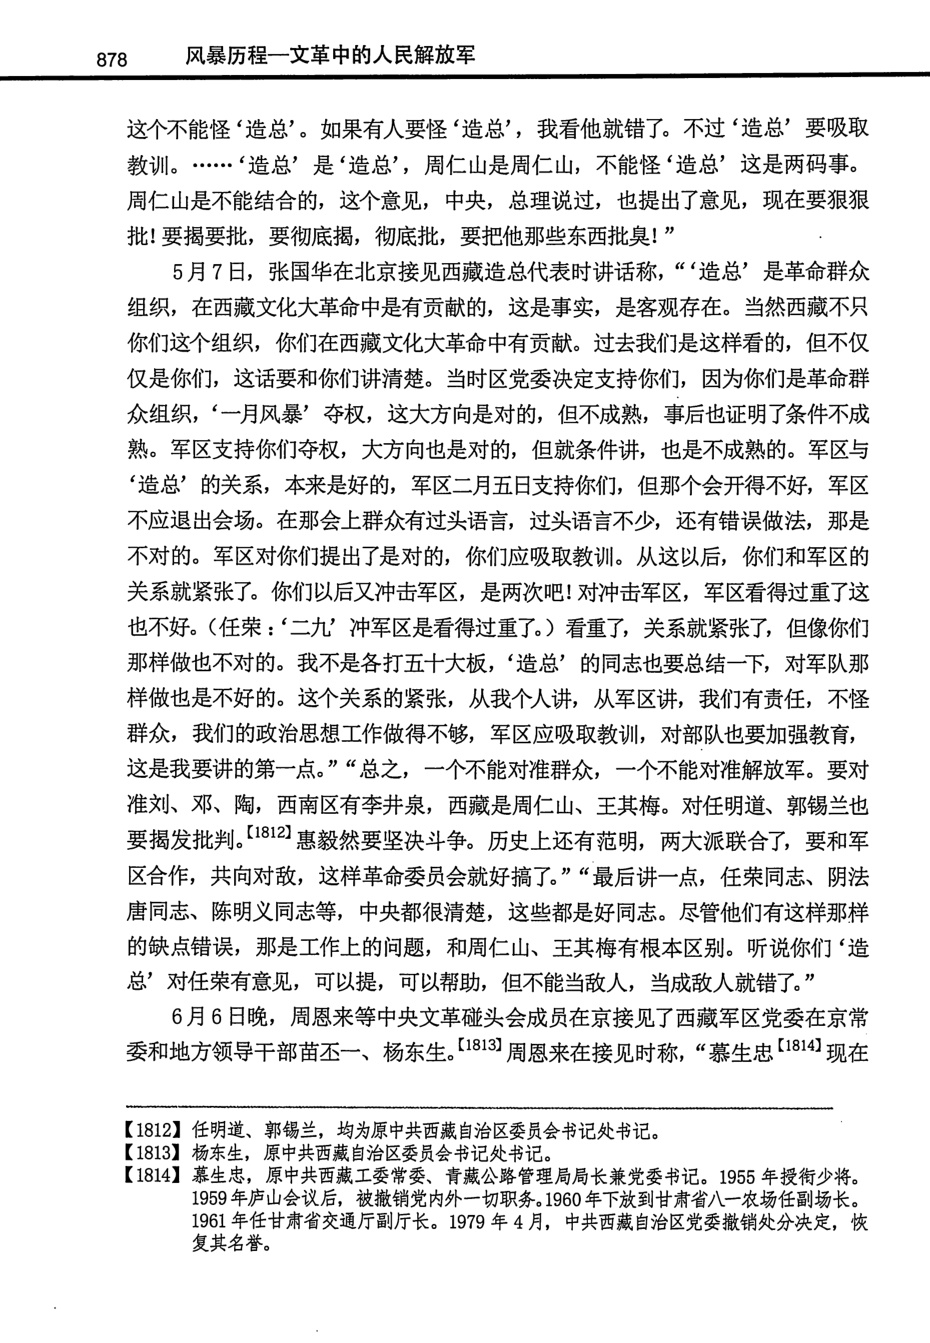 878 风暴历程—文革中的人民解放军
这个不能怪‘造总’。如果有人要怪‘造总’，我看他就错了。不过‘造总’要吸取
教训。……‘造总’是‘造总’，周仁山是周仁山，不能怪‘造总’这是两码事。
周仁山是不能结合的，这个意见，中央，总理说过，也提出了意见，现在要狠狠
批！要揭要批，要彻底揭，彻底批，要把他那些东西批臭！”
5月7日，张国华在北京接见西藏造总代表时讲话称，“‘造总’是革命群众
组织，在西藏文化大革命中是有贡献的，这是事实，是客观存在。当然西藏不只
你们这个组织，你们在西藏文化大革命中有贡献。过去我们是这样看的，但不仅
仅是你们，这话要和你们讲清楚。当时区党委决定支持你们，因为你们是革命群
众组织，‘一月风暴’夺权，这大方向是对的，但不成熟，事后也证明了条件不成
熟。军区支持你们夺权，大方向也是对的，但就条件讲，也是不成熟的。军区与
‘造总’的关系，本来是好的，军区二月五日支持你们，但那个会开得不好，军区
不应退出会场。在那会上群众有过头语言，过头语言不少，还有错误做法，那是
不对的。军区对你们提出了是对的，你们应吸取教训。从这以后，你们和军区的
关系就紧张了。你们以后又冲击军区，是两次吧！对冲击军区，军区看得过重了这
也不好。（任荣：‘二九’冲军区是看得过重了。）看重了，关系就紧张了，但像你们
那样做也不对的。我不是各打五十大板，‘造总’的同志也要总结一下，对军队那
样做也是不好的。这个关系的紧张，从我个人讲，从军区讲，我们有责任，不怪
群众，我们的政治思想工作做得不够，军区应吸取教训，对部队也要加强教育，
这是我要讲的第一点。”“总之，一个不能对准群众，一个不能对准解放军。要对
准刘、邓、陶，西南区有李井泉，西藏是周仁山、王其梅。对任明道、郭锡兰也
要揭发批判。【1812】惠毅然要坚决斗争。历史上还有范明，两大派联合了，要和军
区合作，共向对敌，这样革命委员会就好搞了。”“最后讲一点，任荣同志、阴法
唐同志、陈明义同志等，中央都很清楚，这些都是好同志。尽管他们有这样那样
的缺点错误，那是工作上的问题，和周仁山、王其梅有根本区别。听说你们‘造
总’对任荣有意见，可以提，可以帮助，但不能当敌人，当成敌人就错了。”
6月6日晚，周恩来等中央文革碰头会成员在京接见了西藏军区党委在京常
委和地方领导干部苗丕一、杨东生。【1813】周恩来在接见时称，“慕生忠【1814】现在
【1812】任明道、郭锡兰，均为原中共西藏自治区委员会书记处书记。
【1813】杨东生，原中共西藏自治区委员会书记处书记。
【1814】慕生忠，原中共西藏工委常委、青藏公路管理局局长兼党委书记。1955年授衔少将。
1959年庐山会议后，被撤销党内外一切职务。1960年下放到甘肃省八一农场任副场长。
1961年任甘肃省交通厅副厅长。1979年4月，中共西藏自治区党委撤销处分决定，恢
复其名誉。